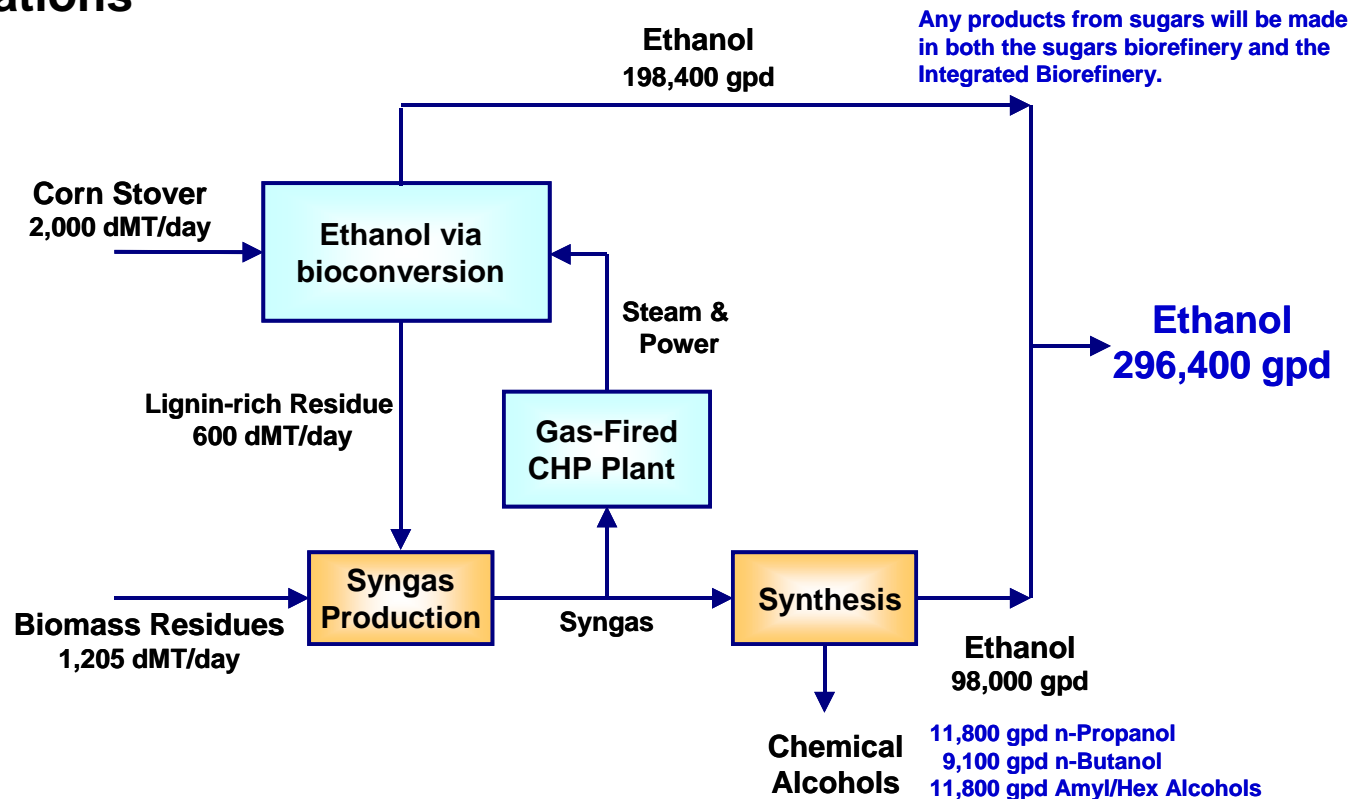 Any products from sugars will be made
in both the sugars biorefinery and the
Integrated Biorefinery.
Ethanol
198,400 gpd
Corn Stover
2,000 dMT/day
Ethanol via
bioconversion
Steam &
Power
Ethanol
296,400 gpd
Lignin-rich Residue
600 dMT/day
Gas-Fired
CHP Plant
Syngas
Production
Synthesis
Biomass Residues
1,205 dMT/day
Syngas
Ethanol
98,000 gpd
Chemical
Alcohols
11,800 gpd n-Propanol
9,100 gpd n-Butanol
11,800 gpd Amyl/Hex Alcohols